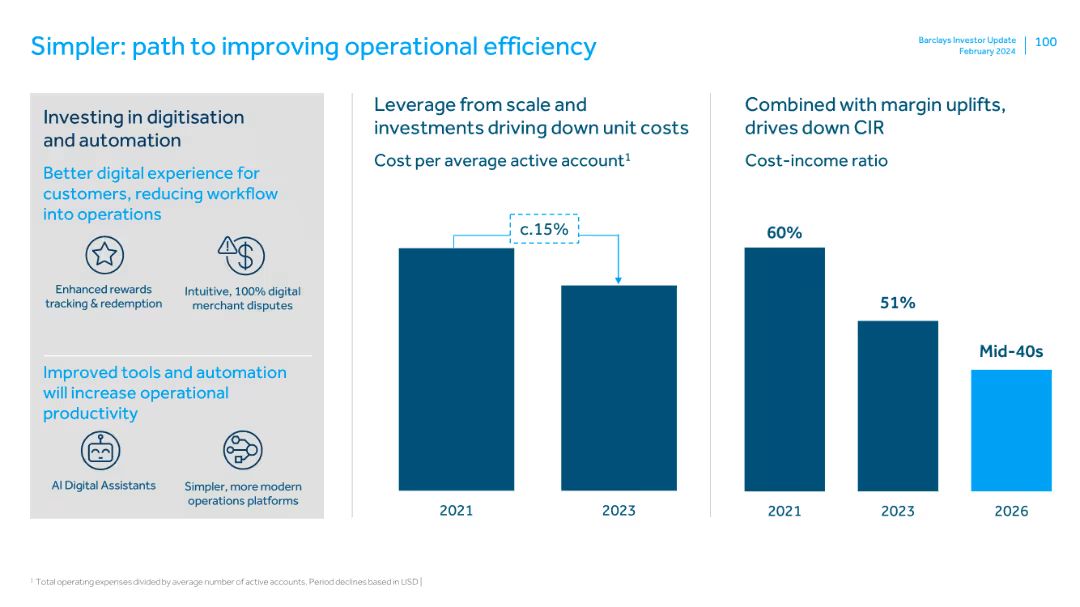 Simpler: path to improving operational efficiency
Barclays Investor Update
February 2024
100
Investing in digitisation
and automation
Better digital experience for
customers, reducing workflow
into operations
Enhanced rewards
tracking & redemption
Intuitive, 100% digital
merchant disputes
Improved tools and automation
will increase operational
productivity
AI Digital Assistants
Simpler, more modern
operations platforms
Leverage from scale and
investments driving down unit costs
Cost per average active account¹
c.15%
2021
2023
Combined with margin uplifts,
drives down CIR
Cost-income ratio
60%
51%
Mid-40s
2021
2023
2026
¹ Total operating expenses divided by average number of active accounts. Period declines based in USD |